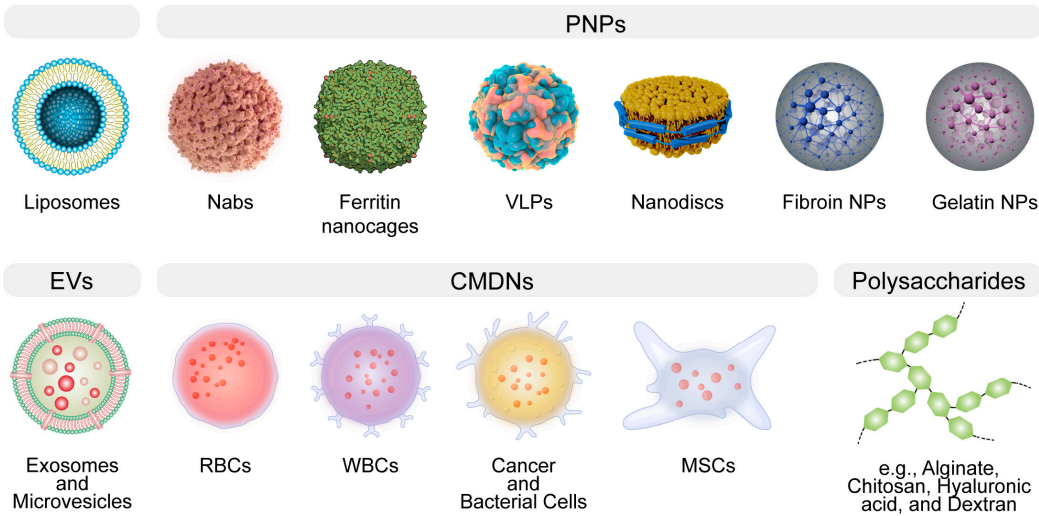 PNPs
Liposomes
Nabs
Ferritin
nanocages
VLPs
Nanodiscs
Fibroin NPs
Gelatin NPs
EVs
CMDNs
Polysaccharides
Exosomes
and
Microvesicles
RBCs
WBCs
Cancer
and
Bacterial Cells
MSCs
e.g., Alginate,
Chitosan, Hyaluronic
acid, and Dextran